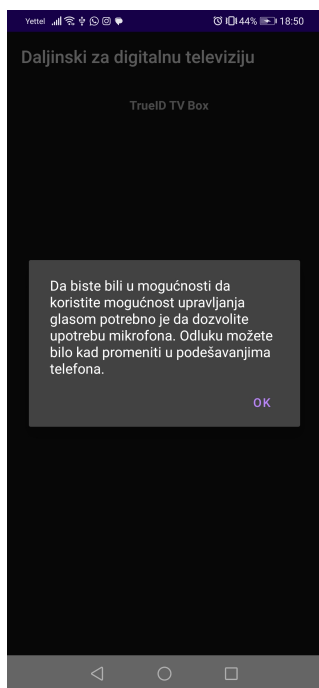 Yettel 44% 18:50
Daljinski za digitalnu televiziju
TrueID TV Box
Da biste bili u mogućnosti da
koristite mogućnost upravljanja
glasom potrebno je da dozvolite
upotrebu mikrofona. Odluku možete
bilo kad promeniti u podešavanjima
telefona.
OK